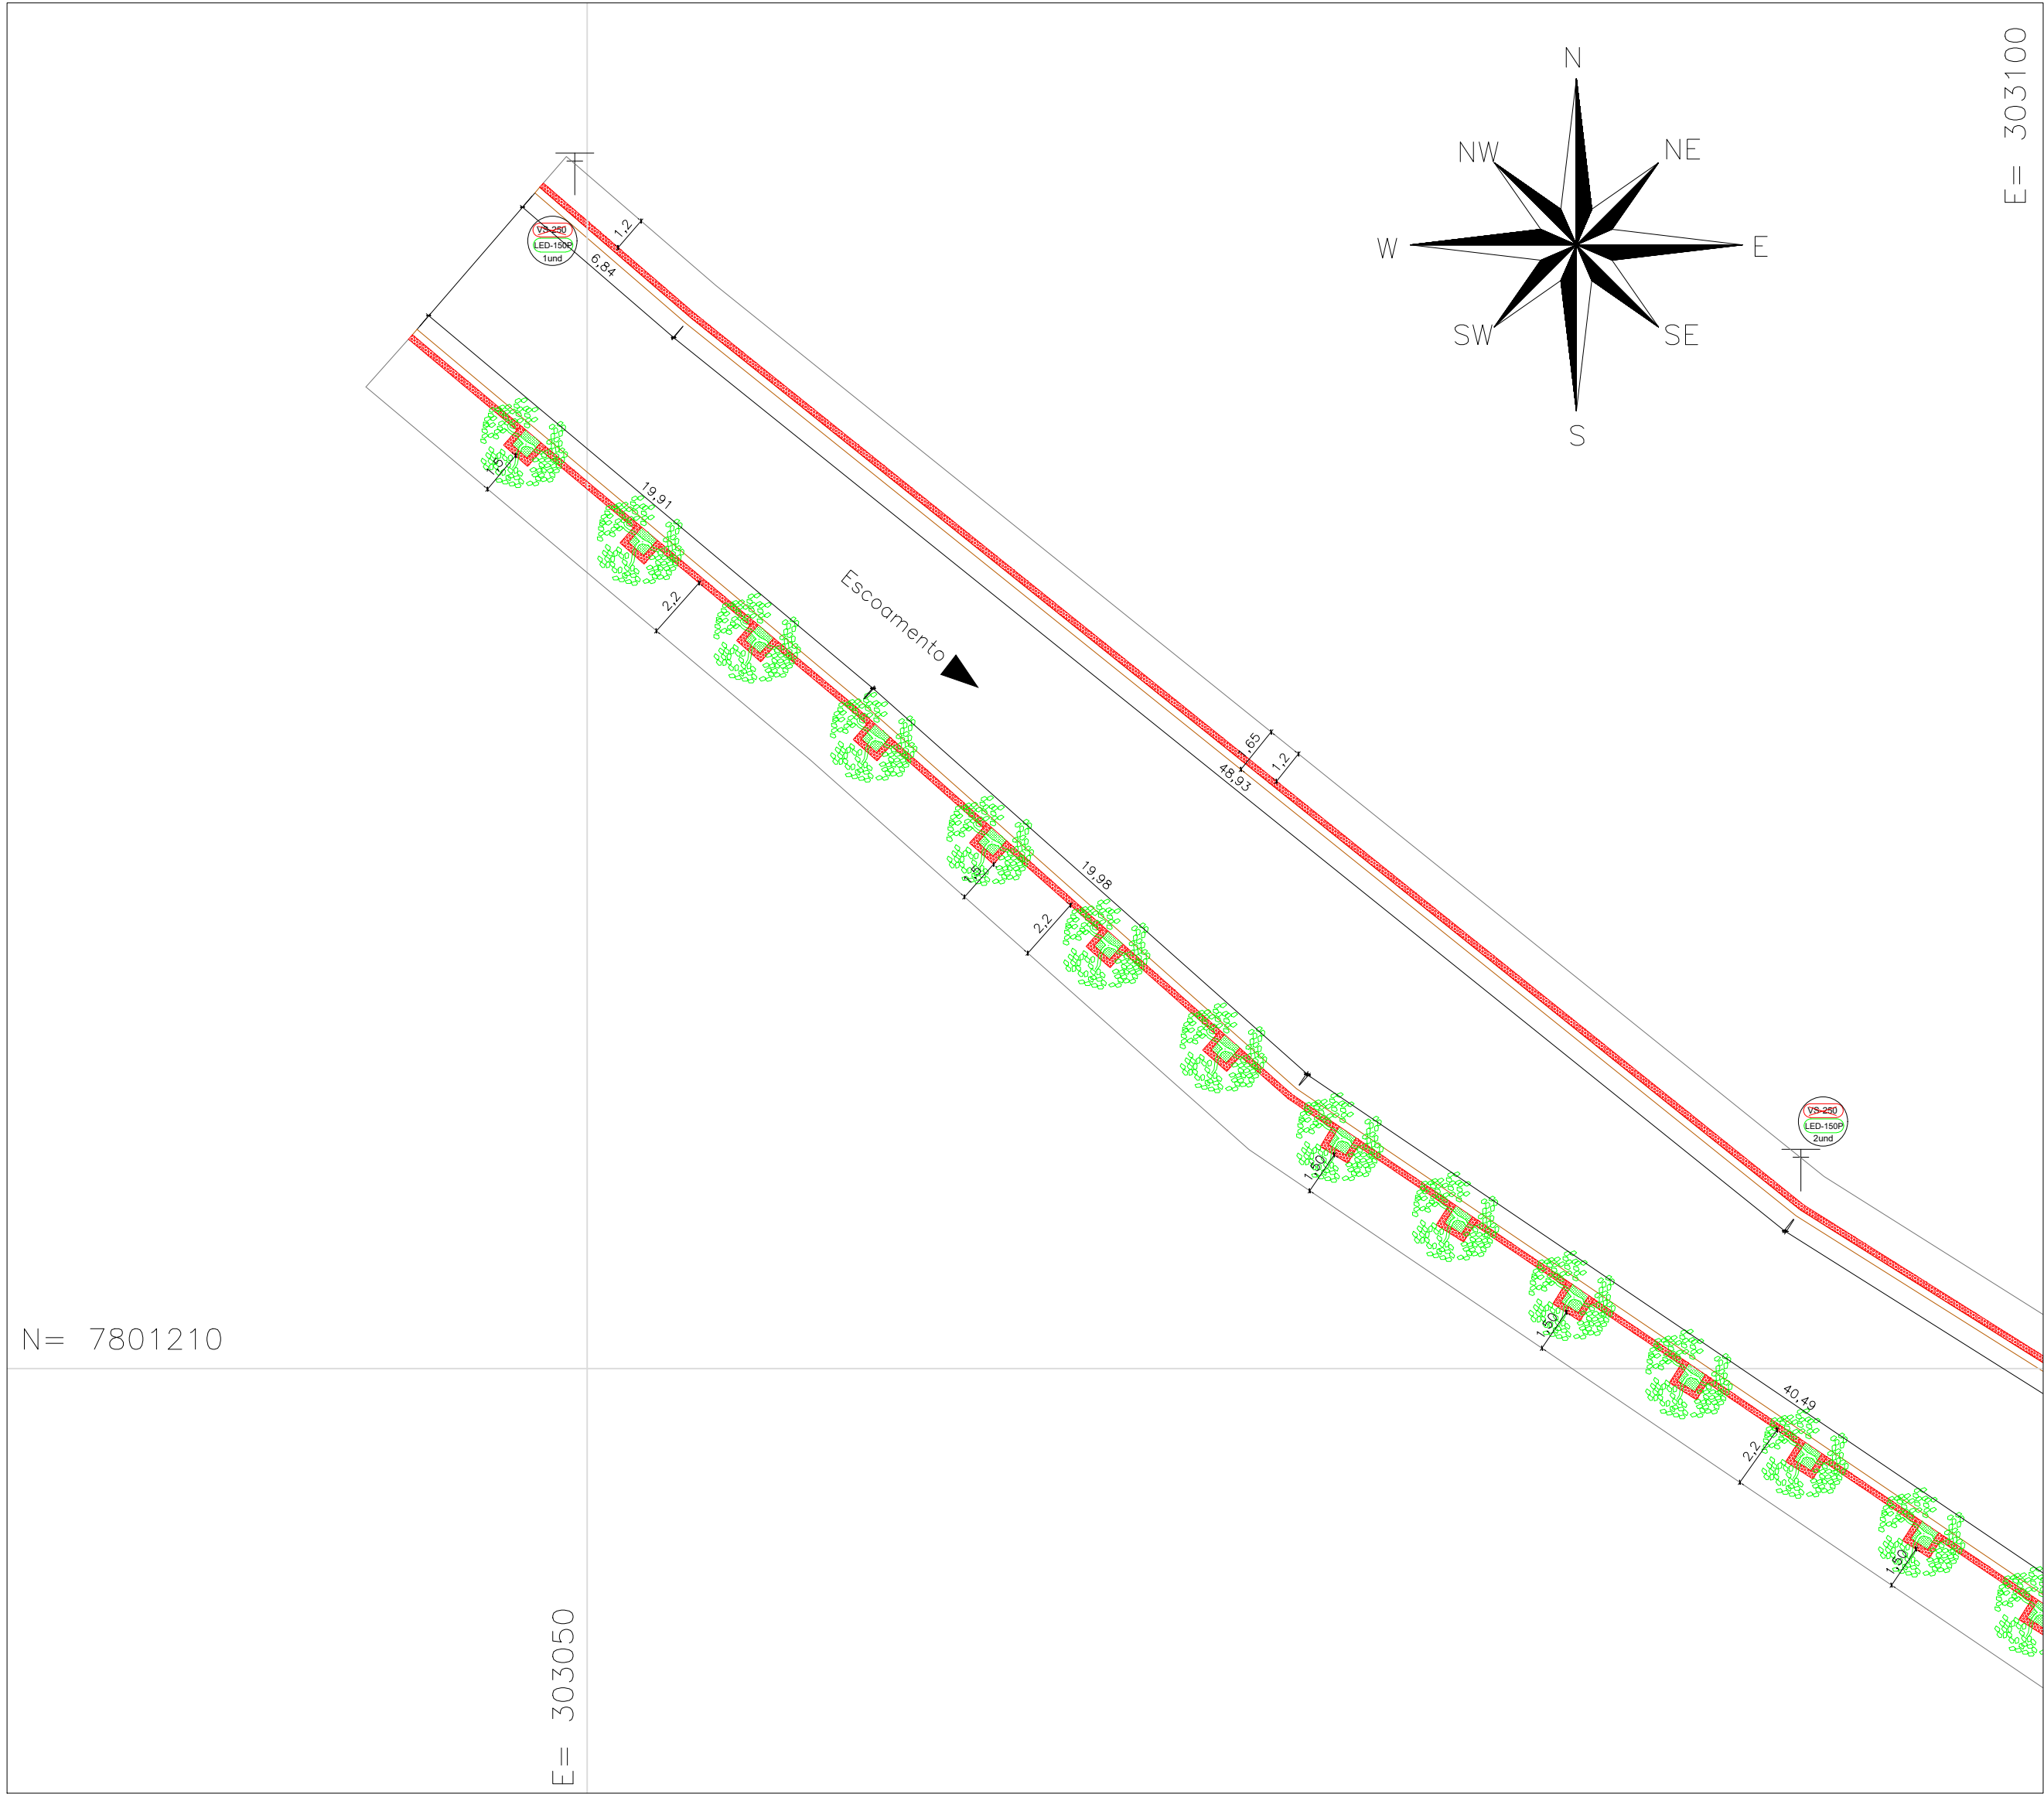 N
NW
NE
W
E
SW
SE
S
E= 303100
VS-250
LED-150P
1und
1,2
6,84
1,5
19,91
2,2
Escoamento
1,2
48,93
1,5
19,98
2,2
VS-250
LED-150P
2und
1,50
1,50
N= 7801210
40,49
2,2
1,50
E= 303050